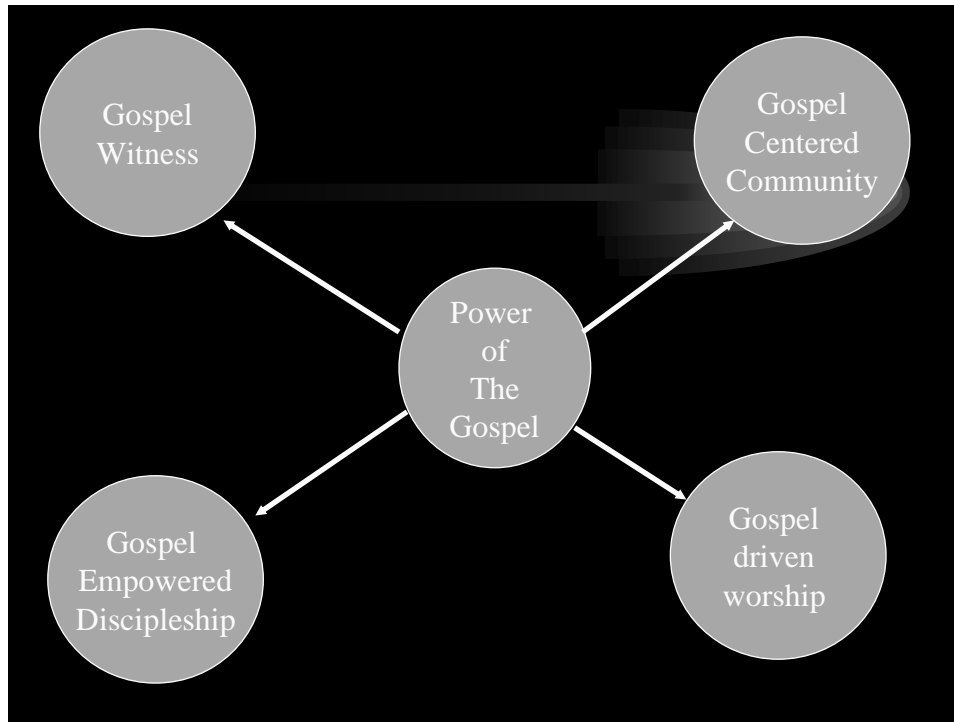 Gospel
Witness
Gospel
Centered
Community
Power
of
The
Gospel
Gospel
Empowered
Discipleship
Gospel
driven
worship